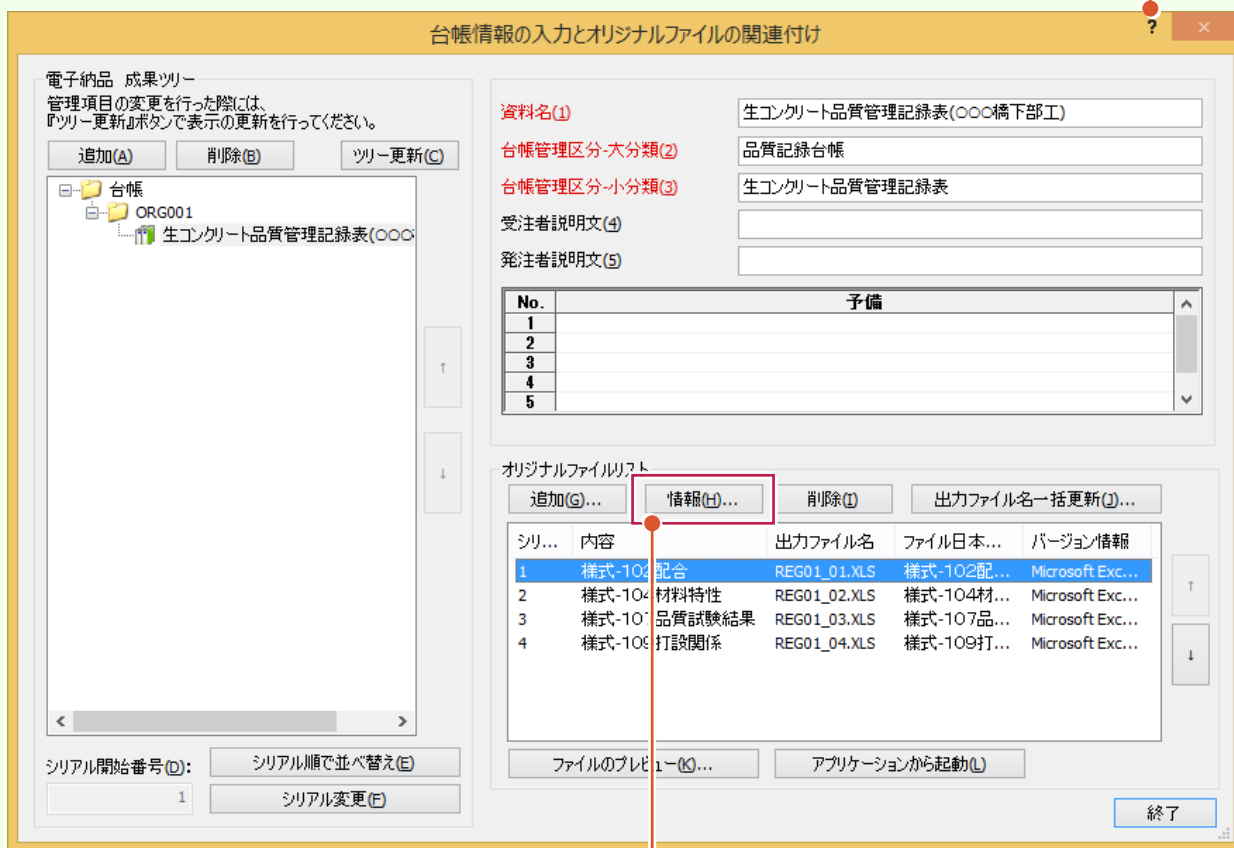 台帳情報の入力とオリジナルファイルの関連付け
?
×
電子納品 成果ツリー
管理項目の変更を行った際には、
『ツリー更新』ボタンで表示の更新を行ってください。
追加(A) 削除(B) ツリー更新(C)
台帳
ORG001
生コンクリート品質管理記録表(○○○
↑
↓
シリアル開始番号(D):
1
シリアル順で並べ替え(E)
シリアル変更(F)
資料名(1) 生コンクリート品質管理記録表(○○○橋下部工)
台帳管理区分-大分類(2) 品質記録台帳
台帳管理区分-小分類(3) 生コンクリート品質管理記録表
受注者説明文(4)
発注者説明文(5)
No. 予備
1
2
3
4
5
オリジナルファイルリスト
追加(G)... 情報(H)... 削除(I) 出力ファイル名一括更新(J)...
シリ... 内容 出力ファイル名 ファイル日本... バージョン情報
1 様式-102配合 REG01_01.XLS 様式-102配... Microsoft Exc...
2 様式-104材料特性 REG01_02.XLS 様式-104材... Microsoft Exc...
3 様式-107品質試験結果 REG01_03.XLS 様式-107品... Microsoft Exc...
4 様式-109打設関係 REG01_04.XLS 様式-109打... Microsoft Exc...
↑
↓
ファイルのプレビュー(K)... アプリケーションから起動(L)
終了